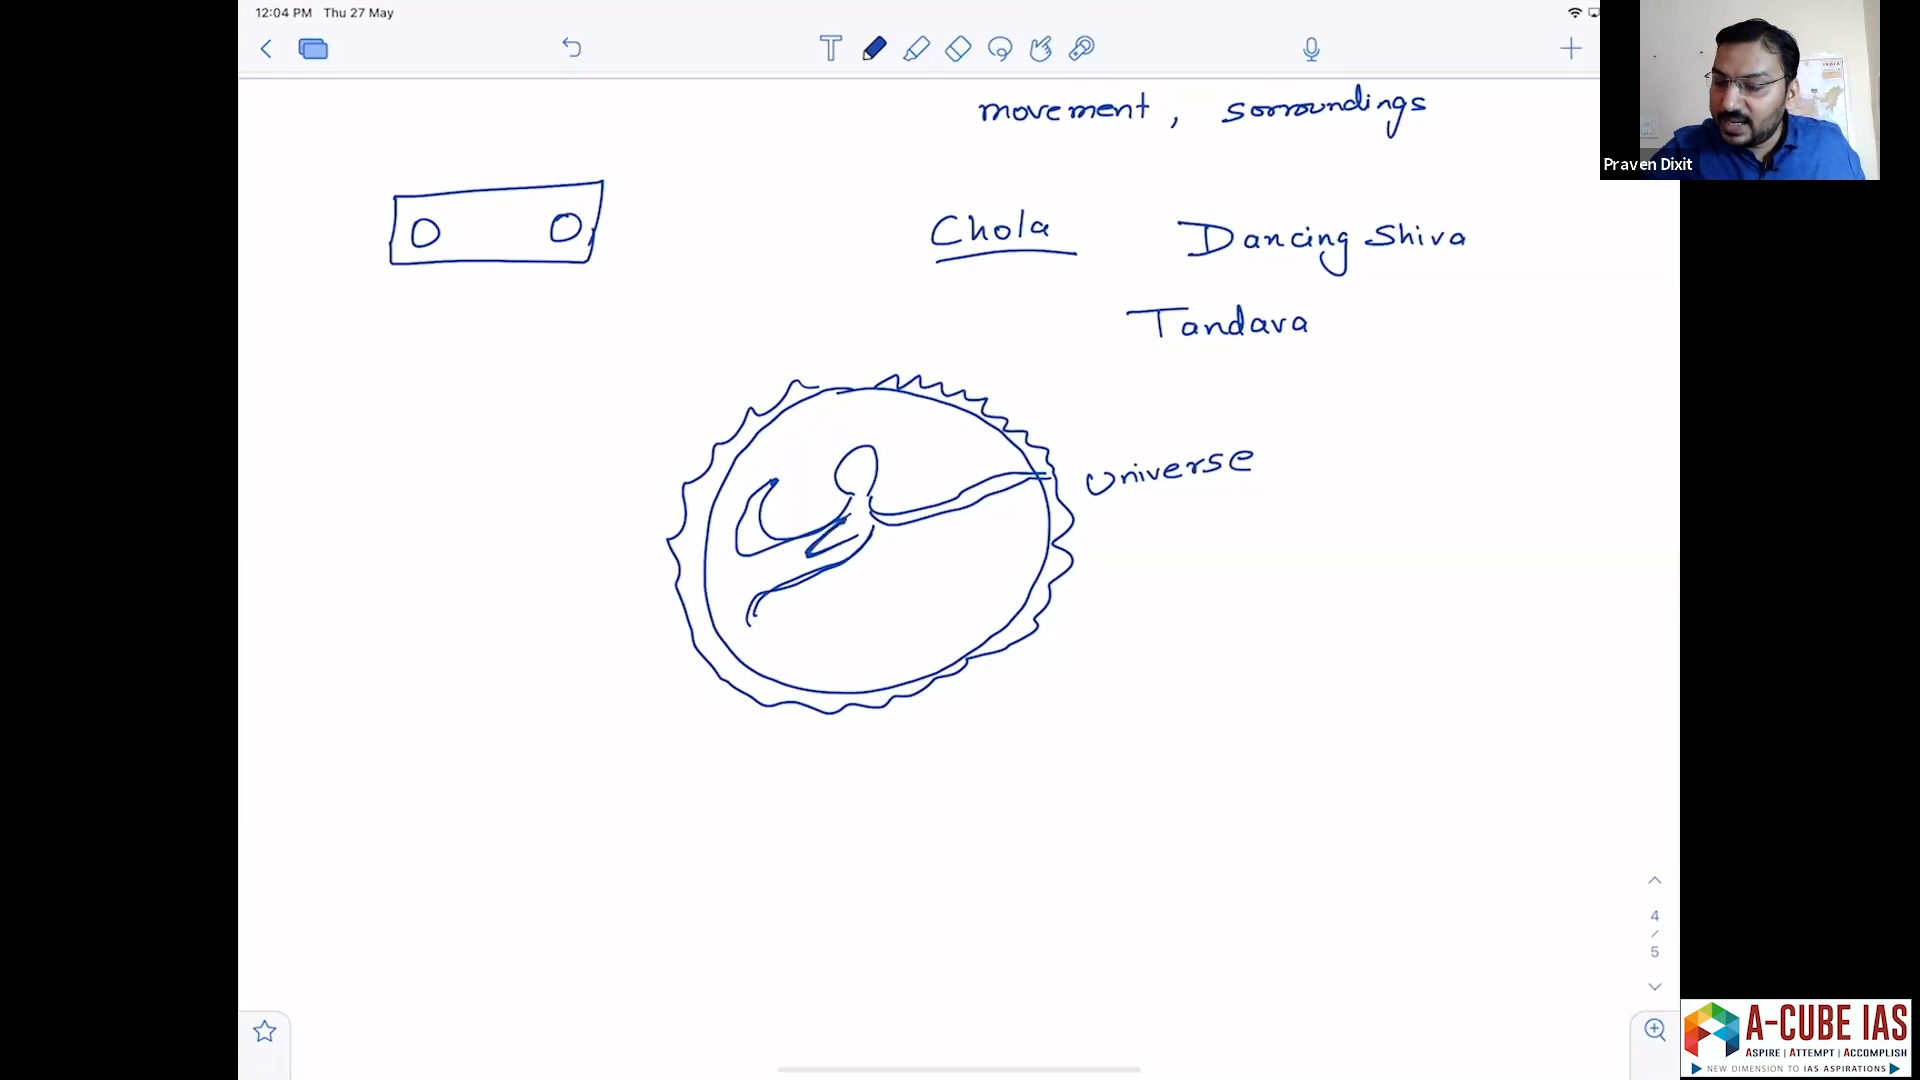 12:04 PM Thu 27 May
T
Praven Dixit
INDIA
movement, sorroundings
Chola Dancing Shiva
Tandava
Universe
4
/
5
A-CUBE IAS
ASPIRE | ATTEMPT | ACCOMPLISH
NEW DIMENSION TO IAS ASPIRATIONS